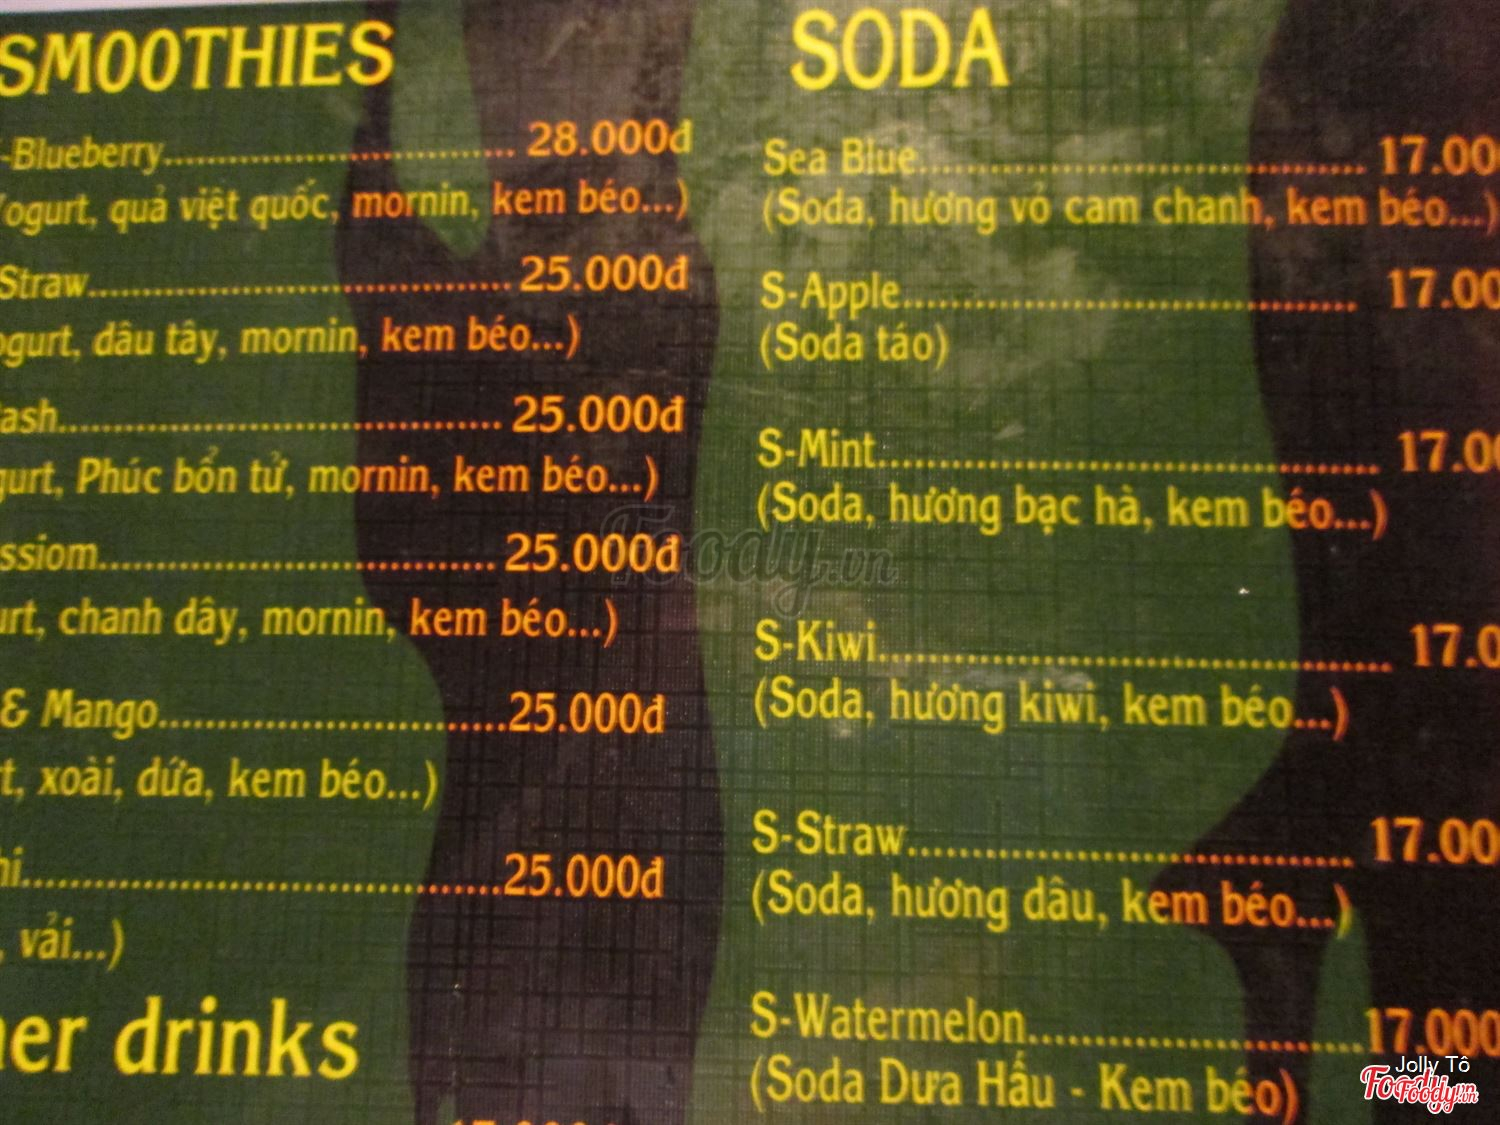 SMOOTHIES
-Blueberry.................................... 28.000đ
Yogurt, quả việt quốc, mornin, kem béo...)
Straw........................................... 25.000đ
ogurt, dâu tây, mornin, kem béo...)
ash............................................. 25.000đ
gurt, Phúc bổn tử, mornin, kem béo...)
ssiom......................................... 25.000đ
urt, chanh dây, mornin, kem béo...)
& Mango...................................25.000đ
t, xoài, dứa, kem béo...)
hi................................................25.000đ
, vải...)
her drinks
SODA
Sea Blue............................................. 17.00
(Soda, hương vỏ cam chanh, kem béo...)
S-Apple............................................. 17.00
(Soda táo)
S-Mint................................................ 17.00
(Soda, hương bạc hà, kem béo...)
S-Kiwi................................................ 17.0
(Soda, hương kiwi, kem béo...)
S-Straw............................................ 17.00
(Soda, hương dâu, kem béo...)
S-Watermelon.................................17.000
(Soda Dưa Hấu - Kem béo)
Foody.vn
Jolly Tô
Foody.vn